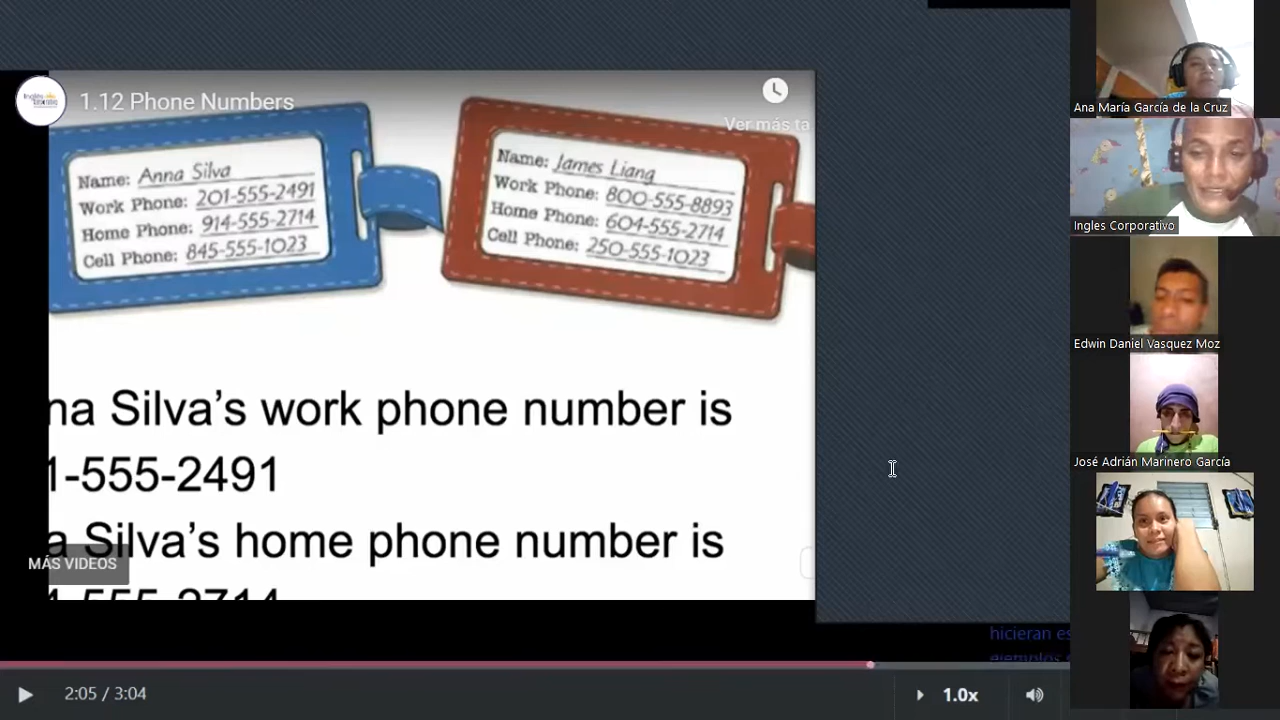 1.12 Phone Numbers
Ver más ta
Name: Anna Silva
Work Phone: 201-555-2491
Home Phone: 914-555-2714
Cell Phone: 845-555-1023
Name: James Liang
Work Phone: 800-555-8893
Home Phone: 604-555-2714
Cell Phone: 250-555-1023
na Silva's work phone number is
1-555-2491
a Silva's home phone number is
4-555-2714
MÁS VIDEOS
hicieran es
ejemplos
2:05 / 3:04
1.0x
Ana María García de la Cruz
Ingles Corporativo
Edwin Daniel Vasquez Moz
José Adrián Marinero García